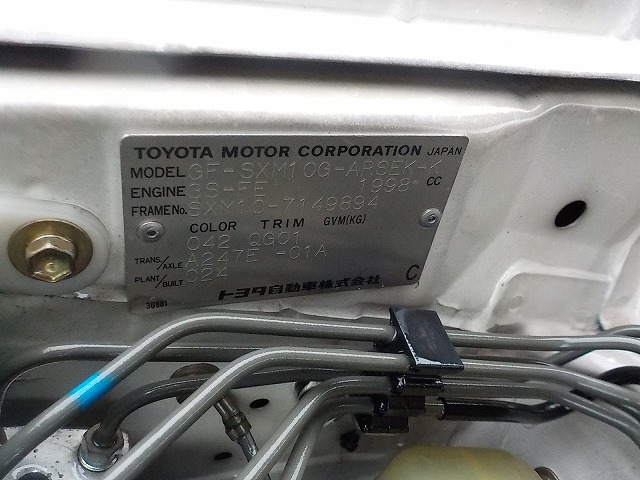 TOYOTA MOTOR CORPORATION JAPAN
MODEL GF-SXM10G-ARSEK-K
ENGINE 3S-FE 1998 CC
FRAME No. SXM10-7149894
COLOR TRIM GVM(KG)
042 QG01
TRANS./AXLE A247E -01A
PLANT/BUILT 024
トヨタ自動車株式会社 C
30881